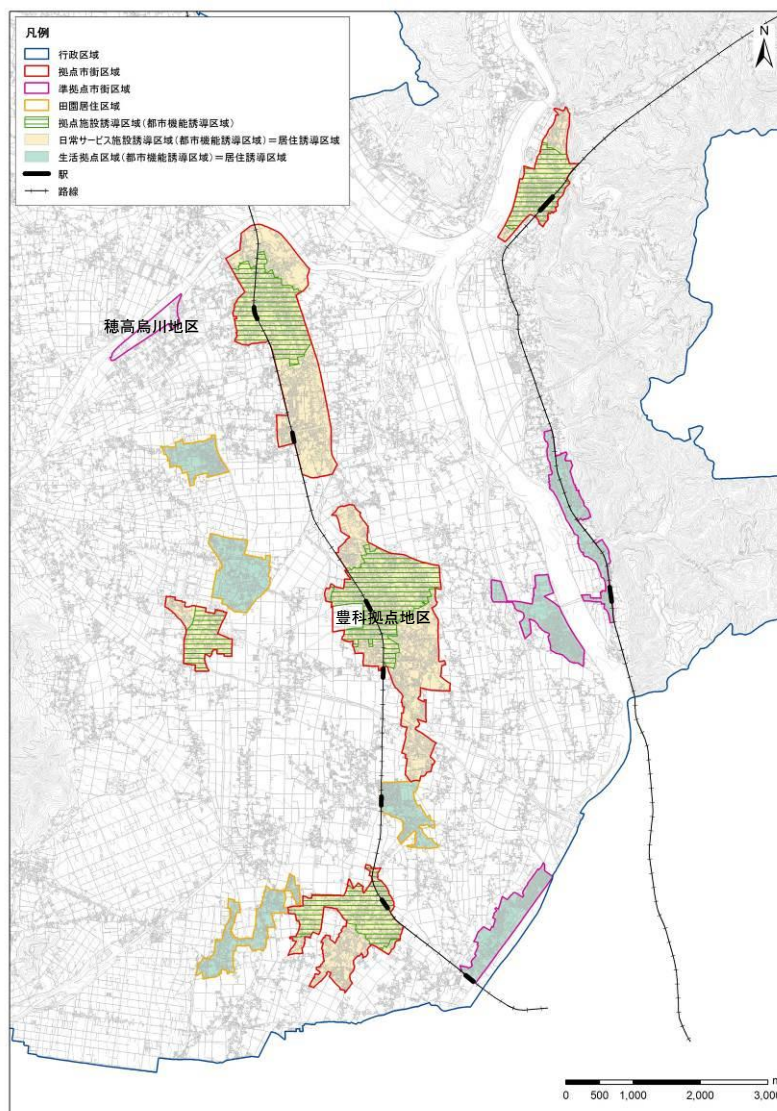 凡例
行政区域
拠点市街区域
準拠点市街区域
田園居住区域
拠点施設誘導区域(都市機能誘導区域)
日常サービス施設誘導区域(都市機能誘導区域)=居住誘導区域
生活拠点区域(都市機能誘導区域)=居住誘導区域
駅
路線
N
穂高烏川地区
豊科拠点地区
0 500 1,000 2,000 3,000